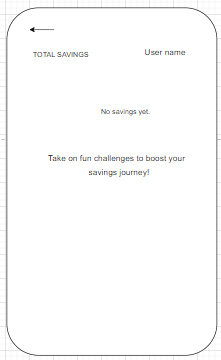 TOTAL SAVINGS
User name
No savings yet.
Take on fun challenges to boost your
savings journey!